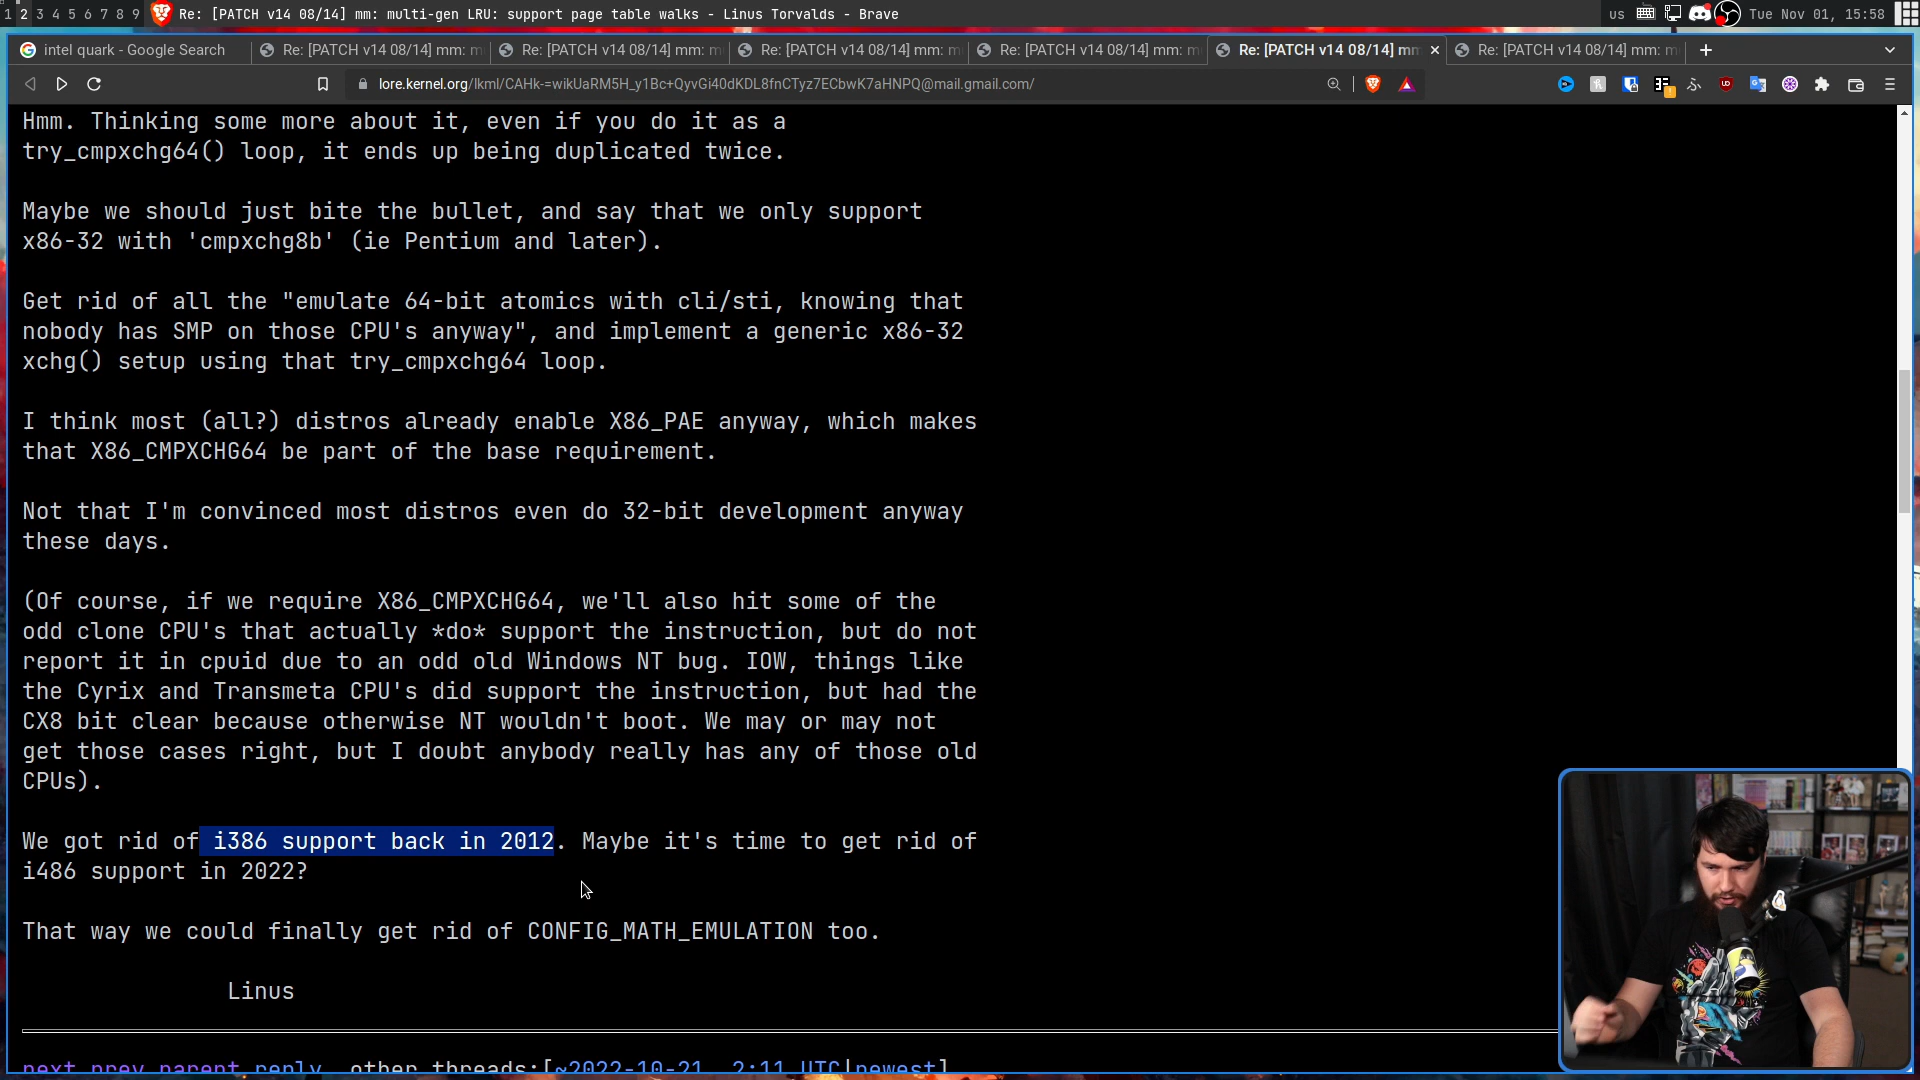 1 2 3 4 5 6 7 8 9 Re: [PATCH v14 08/14] mm: multi-gen LRU: support page table walks - Linus Torvalds - Brave us Tue Nov 01, 15:58
intel quark - Google Search Re: [PATCH v14 08/14] mm: m Re: [PATCH v14 08/14] mm: m Re: [PATCH v14 08/14] mm: m Re: [PATCH v14 08/14] mm: m Re: [PATCH v14 08/14] mm Re: [PATCH v14 08/14] mm: m
lore.kernel.org/lkml/CAHk-=wikUaRM5H_y1Bc+QyvGi40dKDL8fnCTyz7ECbwK7aHNPQ@mail.gmail.com/
Hmm. Thinking some more about it, even if you do it as a
try_cmpxchg64() loop, it ends up being duplicated twice.
Maybe we should just bite the bullet, and say that we only support
x86-32 with 'cmpxchg8b' (ie Pentium and later).
Get rid of all the "emulate 64-bit atomics with cli/sti, knowing that
nobody has SMP on those CPU's anyway", and implement a generic x86-32
xchg() setup using that try_cmpxchg64 loop.
I think most (all?) distros already enable X86_PAE anyway, which makes
that X86_CMPXCHG64 be part of the base requirement.
Not that I'm convinced most distros even do 32-bit development anyway
these days.
(Of course, if we require X86_CMPXCHG64, we'll also hit some of the
odd clone CPU's that actually *do* support the instruction, but do not
report it in cpuid due to an odd old Windows NT bug. IOW, things like
the Cyrix and Transmeta CPU's did support the instruction, but had the
CX8 bit clear because otherwise NT wouldn't boot. We may or may not
get those cases right, but I doubt anybody really has any of those old
CPUs).
We got rid of i386 support back in 2012. Maybe it's time to get rid of
i486 support in 2022?
That way we could finally get rid of CONFIG_MATH_EMULATION too.
Linus
next prev parent reply other threads:[~2022-10-21 2:11 UTC|newest]